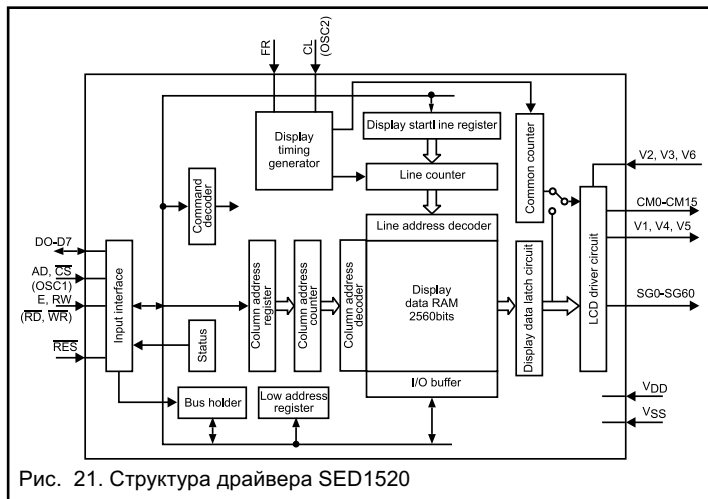 FR
CL
(OSC2)
Display
timing
generator
Display startl ine register
Line counter
Common counter
Command
decoder
Line address decoder
V2, V3, V6
CM0-CM15
V1, V4, V5
SG0-SG60
LCD driver circuit
DO-D7
AD, CS
(OSC1)
E, RW
(RD, WR)
RES
Input interface
Status
Column address
register
Column address
counter
Column address
decoder
Display
data RAM
2560bits
Display data latch circuit
I/O buffer
Bus holder
Low address
register
VDD
VSS
Рис. 21. Структура драйвера SED1520